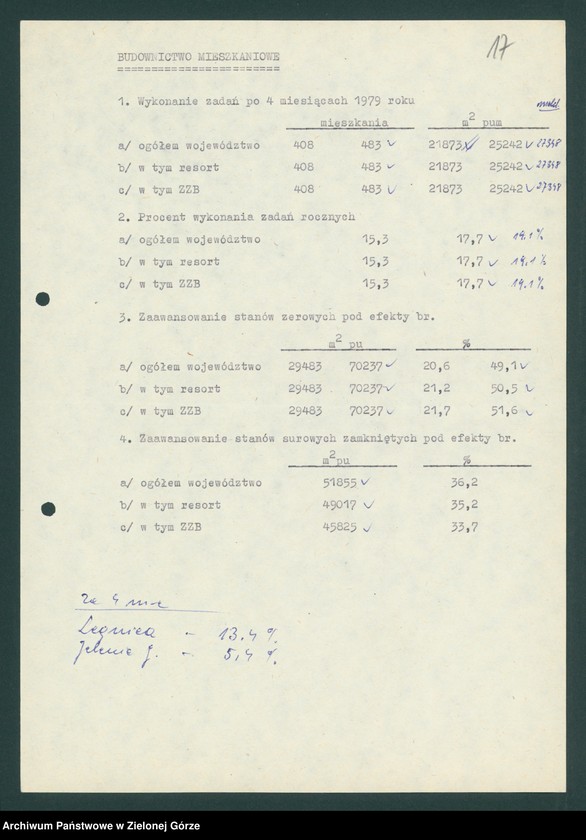 17
BUDOWNICTWO MIESZKANIOWE
========================
1. Wykonanie zadań po 4 miesiącach 1979 roku
mieszkania m2 pum
a/ ogółem województwo 408 483 ✓ 21873 ✓ 25242 ✓ 27348
b/ w tym resort 408 483 ✓ 21873 25242 ✓ 27348
c/ w tym ZZB 408 483 ✓ 21873 25242 ✓ 27348
2. Procent wykonania zadań rocznych
a/ ogółem województwo 15,3 17,7 ✓ 19.1%
b/ w tym resort 15,3 17,7 ✓ 19.1%
c/ w tym ZZB 15,3 17,7 ✓ 19.1%
3. Zaawansowanie stanów zerowych pod efekty br.
m2 pu %
a/ ogółem województwo 29483 70237 ✓ 20,6 49,1 ✓
b/ w tym resort 29483 70237 ✓ 21,2 50,5 ✓
c/ w tym ZZB 29483 70237 ✓ 21,7 51,6 ✓
4. Zaawansowanie stanów surowych zamkniętych pod efekty br.
m2pu %
a/ ogółem województwo 51855 ✓ 36,2
b/ w tym resort 49017 ✓ 35,2
c/ w tym ZZB 45825 ✓ 33,7
Za 4 m-c
Legnica - 13.4 %.
Jelenia G. - 5,4 %.
Archiwum Państwowe w Zielonej Górze